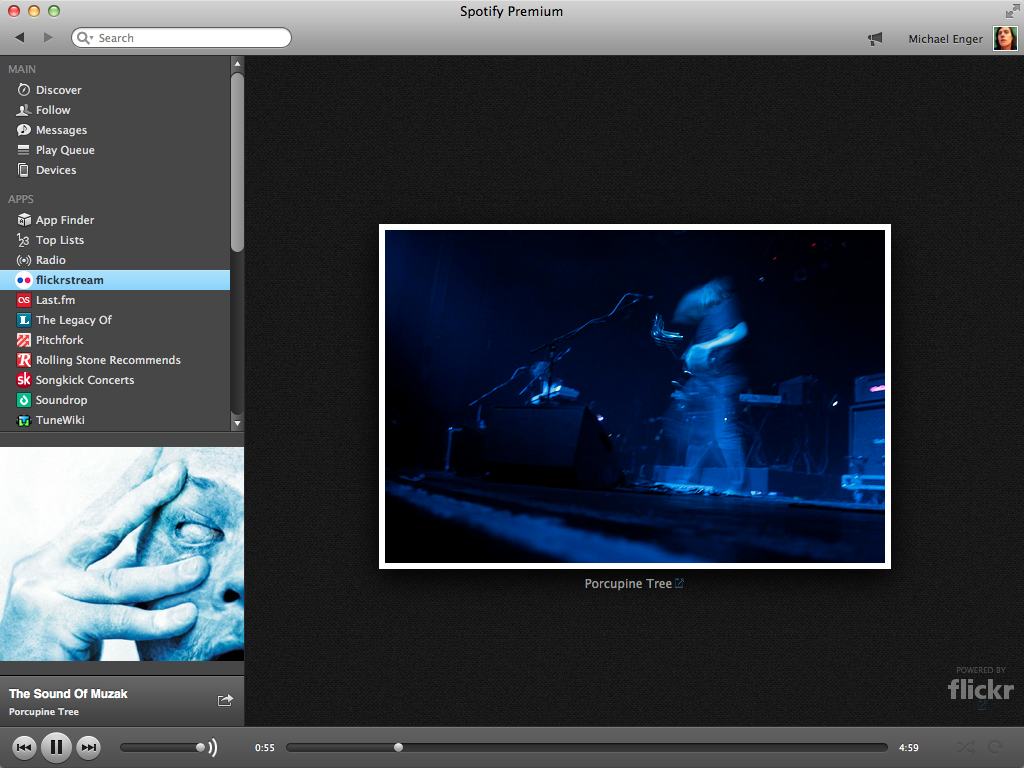 Spotify Premium
Search
Michael Enger
MAIN
Discover
Follow
Messages
Play Queue
Devices
APPS
App Finder
Top Lists
Radio
flickrstream
Last.fm
The Legacy Of
Pitchfork
Rolling Stone Recommends
Songkick Concerts
Soundrop
TuneWiki
Porcupine Tree
POWERED BY
flickr
The Sound Of Muzak
Porcupine Tree
0:55
4:59